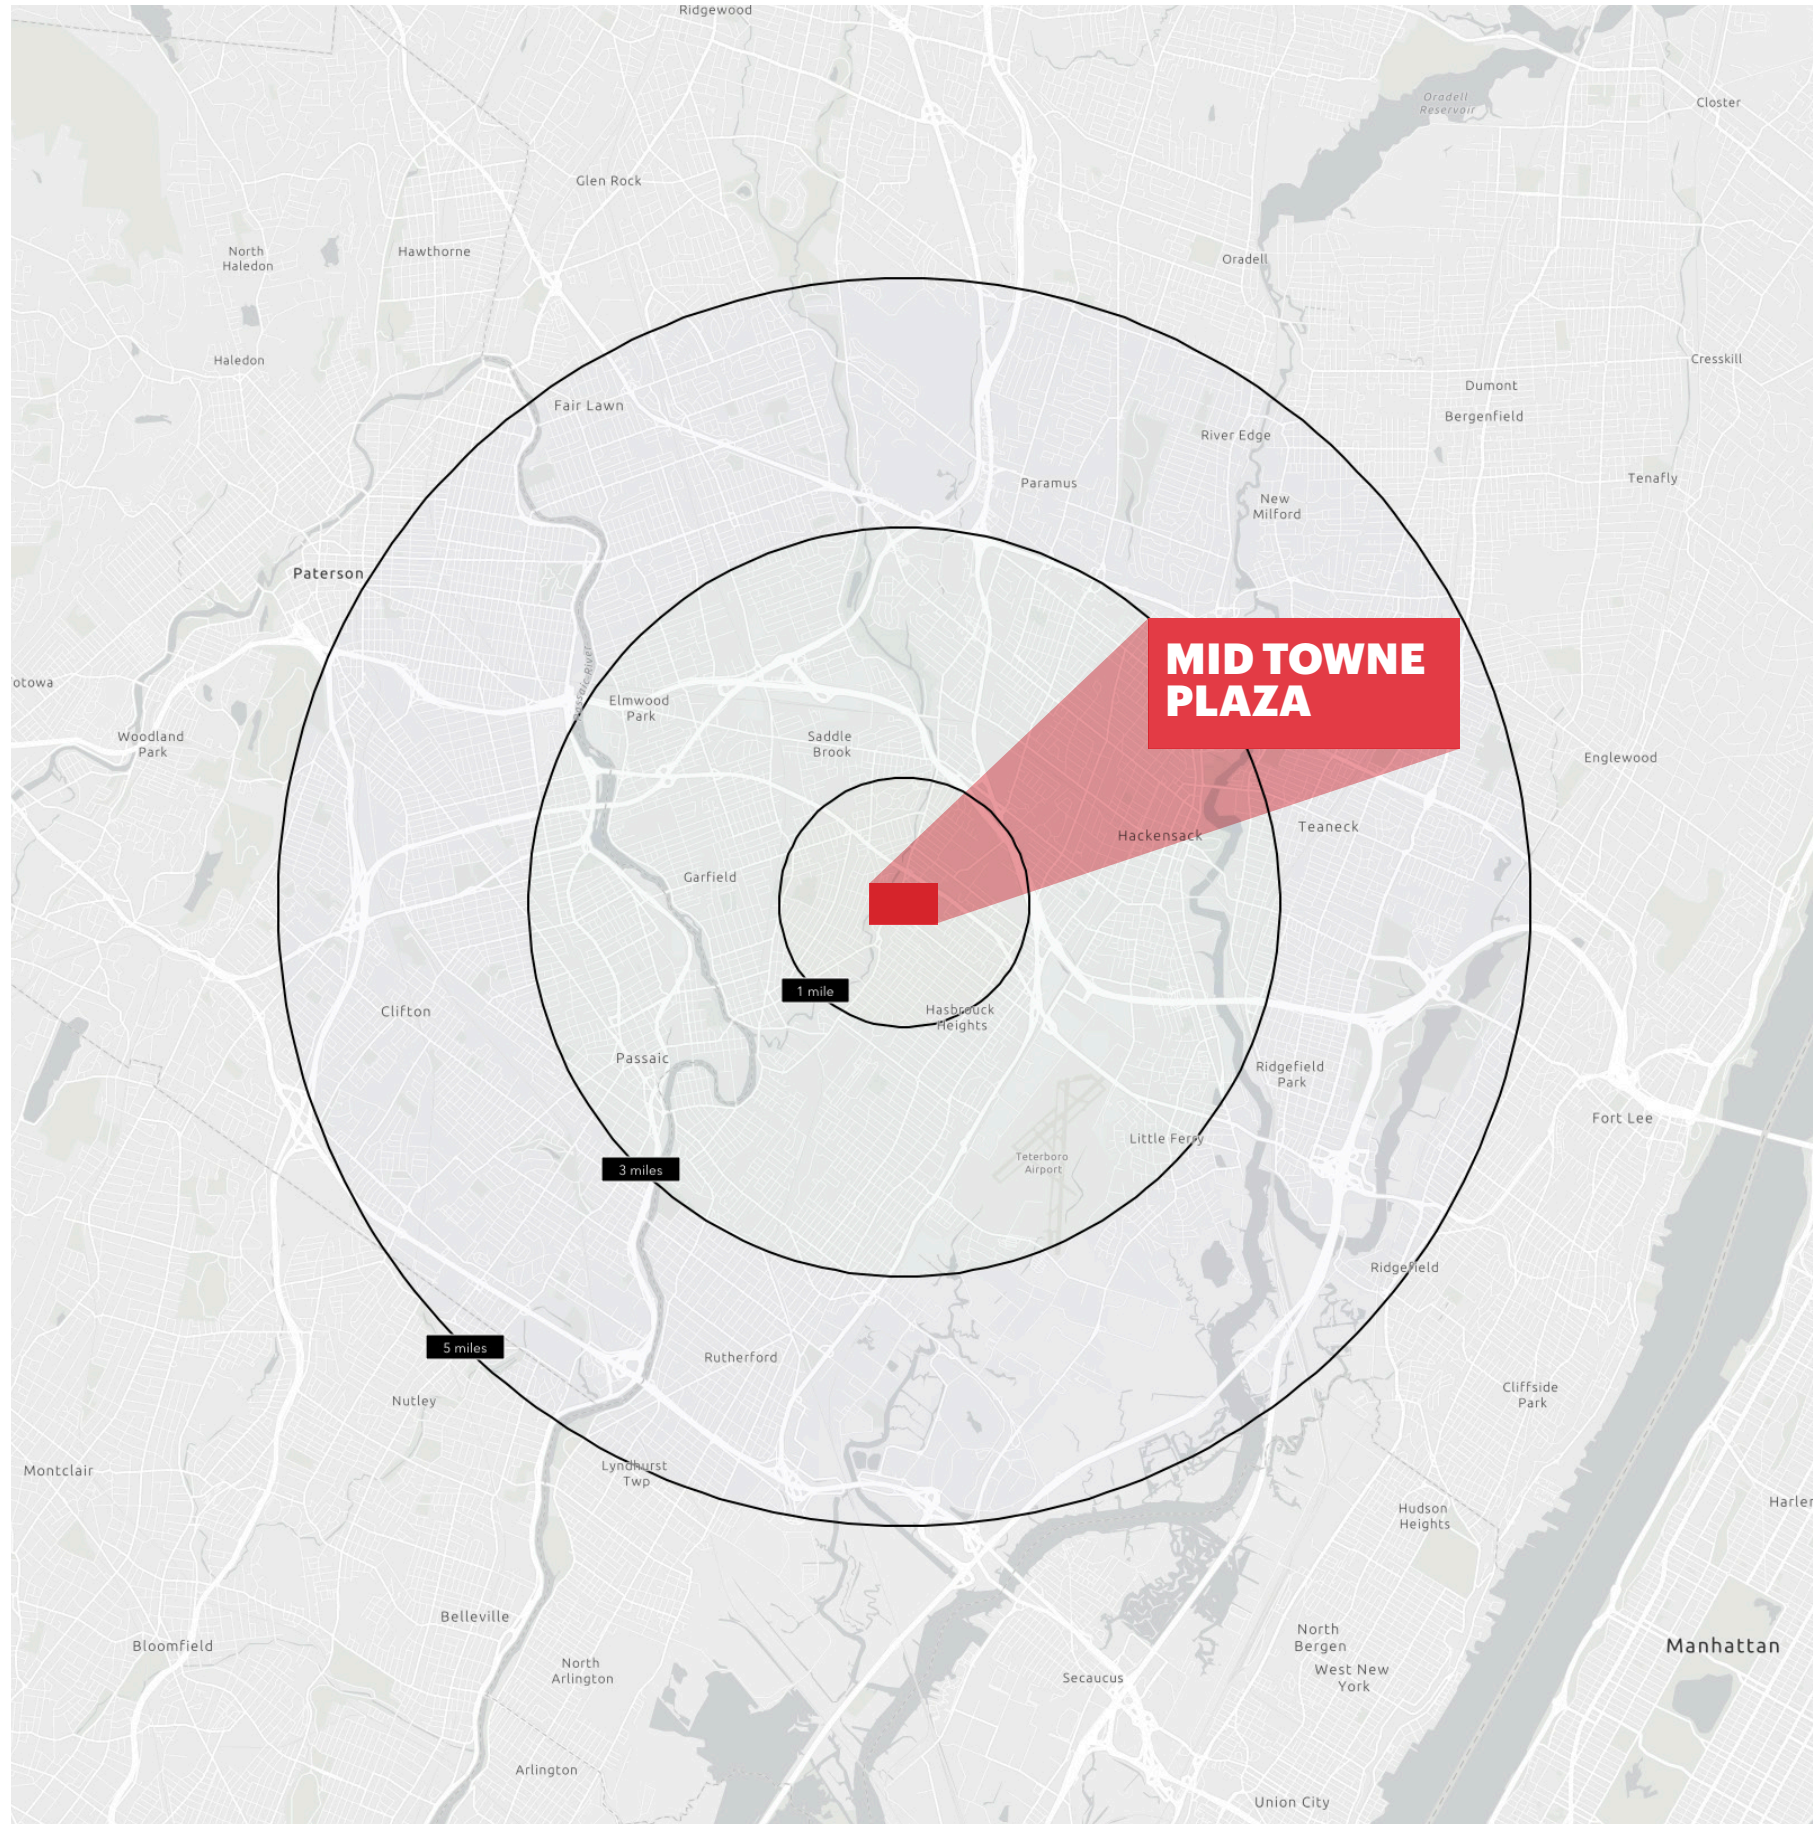 Ridgewood
Oradell
Reservoir
Closter
Glen Rock
North
Haledon
Hawthorne
Oradell
Haledon
Cresskill
Dumont
Fair Lawn
Bergenfield
River Edge
Tenafly
Paramus
New
Milford
Paterson
MID TOWNE
PLAZA
otowa
Passaic River
Elmwood
Park
Woodland
Park
Saddle
Brook
Englewood
Teaneck
Hackensack
Garfield
1 mile
Clifton
Hasbrouck
Heights
Passaic
Ridgefield
Park
Fort Lee
Little Ferry
Teterboro
Airport
3 miles
Ridgefield
5 miles
Rutherford
Nutley
Cliffside
Park
Montclair
Lyndhurst
Twp
Harler
Hudson
Heights
Belleville
Bloomfield
North
Bergen
Manhattan
North
Arlington
West New
York
Secaucus
Arlington
Union City